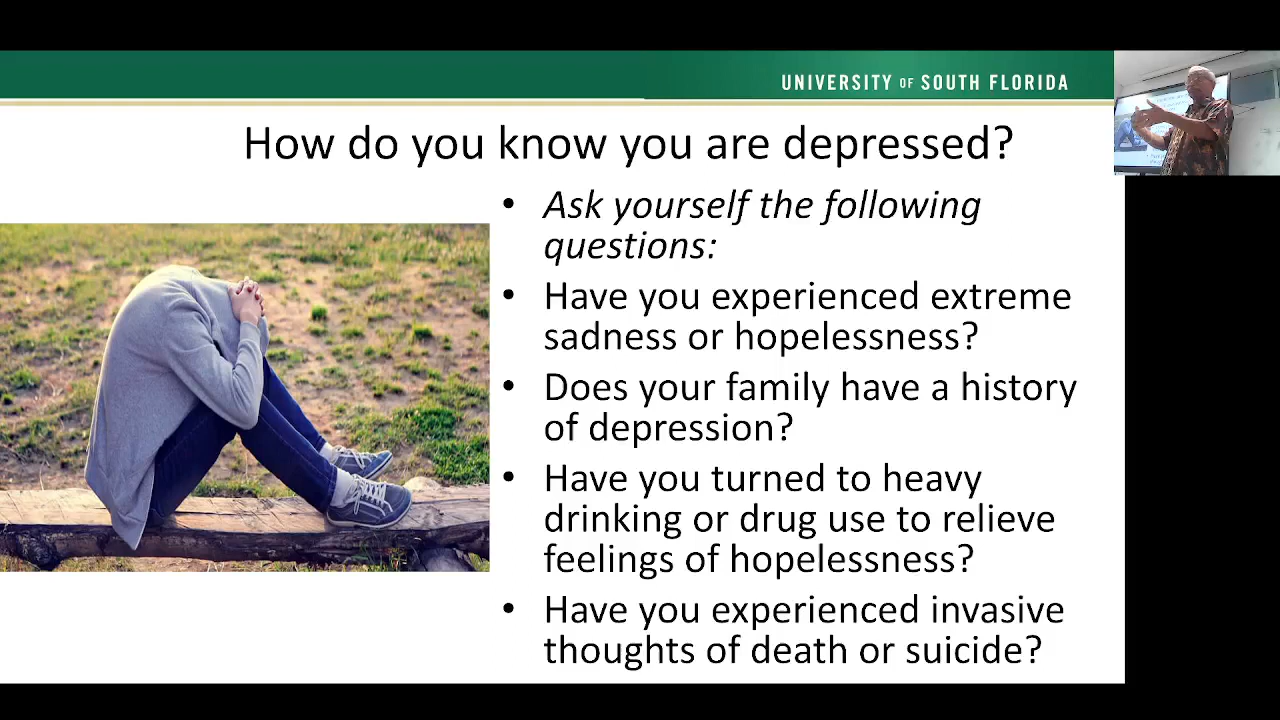 UNIVERSITY OF SOUTH FLORIDA
How do you know you are depressed?
• Ask yourself the following
questions:
• Have you experienced extreme
sadness or hopelessness?
• Does your family have a history
of depression?
• Have you turned to heavy
drinking or drug use to relieve
feelings of hopelessness?
• Have you experienced invasive
thoughts of death or suicide?